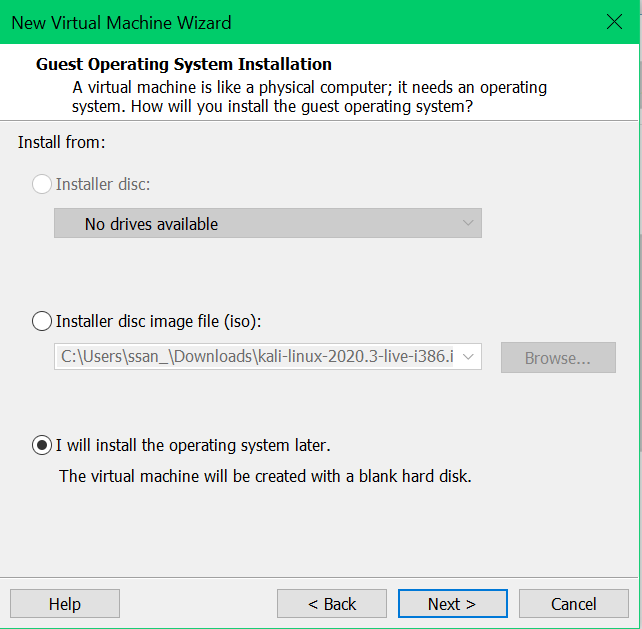 New Virtual Machine Wizard
Guest Operating System Installation
A virtual machine is like a physical computer; it needs an operating
system. How will you install the guest operating system?
Install from:
Installer disc:
No drives available
Installer disc image file (iso):
C:\Users\ssan_\Downloads\kali-linux-2020.3-live-i386.i
Browse...
I will install the operating system later.
The virtual machine will be created with a blank hard disk.
Help
< Back
Next >
Cancel